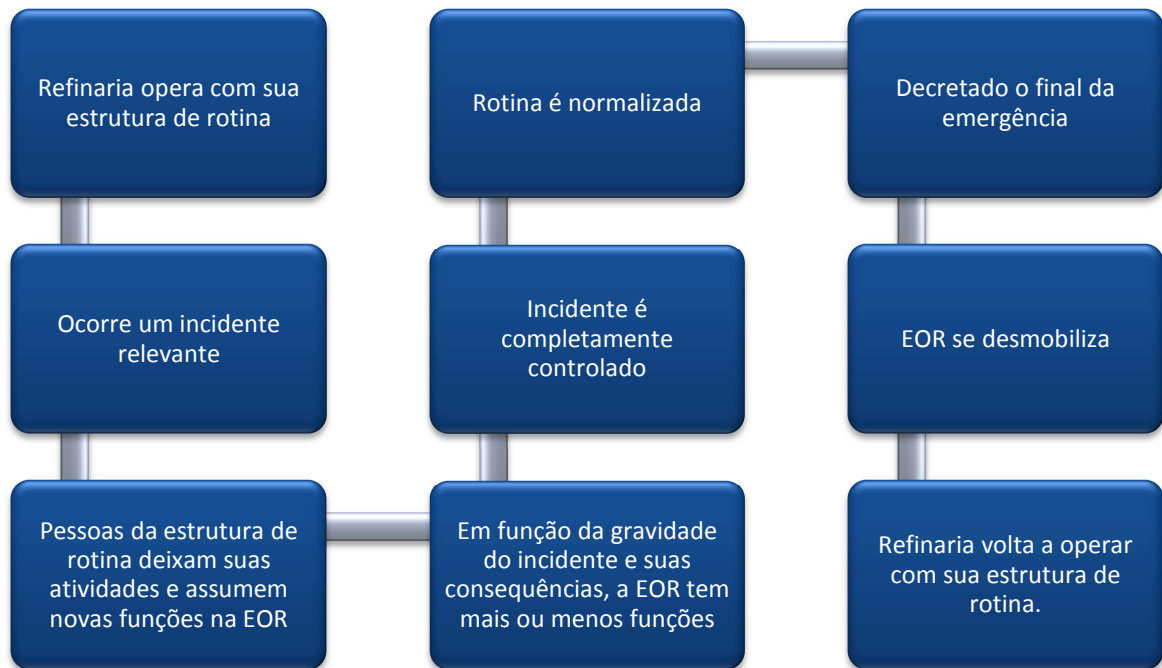 Refinaria opera com sua
estrutura de rotina
Ocorre um incidente
relevante
Pessoas da estrutura de
rotina deixam suas
atividades e assumem
novas funções na EOR
Em função da gravidade
do incidente e suas
consequências, a EOR tem
mais ou menos funções
Incidente é
completamente
controlado
Rotina é normalizada
Decretado o final da
emergência
EOR se desmobiliza
Refinaria volta a operar
com sua estrutura de
rotina.